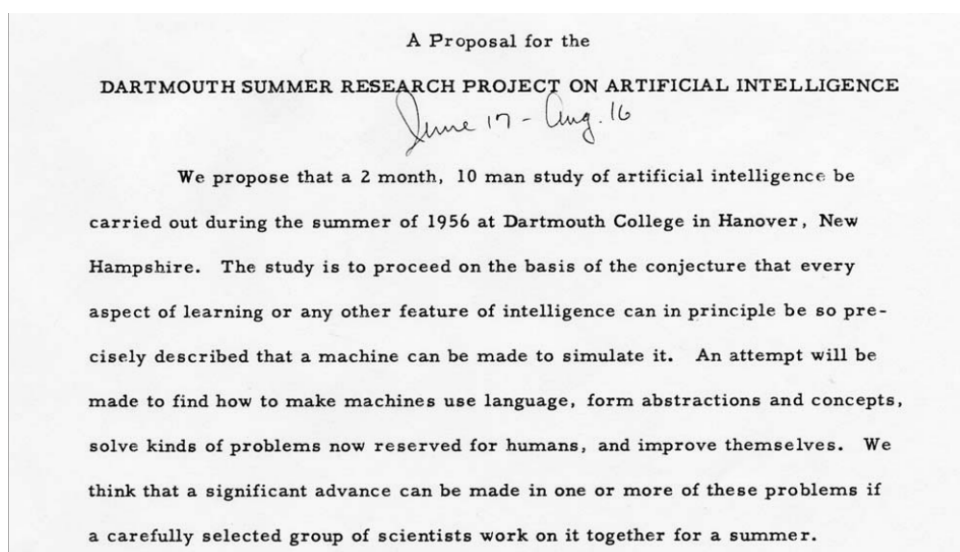 A Proposal for the
DARTMOUTH SUMMER RESEARCH PROJECT ON ARTIFICIAL INTELLIGENCE
June 17 - Aug. 16
We propose that a 2 month, 10 man study of artificial intelligence be
carried out during the summer of 1956 at Dartmouth College in Hanover, New
Hampshire. The study is to proceed on the basis of the conjecture that every
aspect of learning or any other feature of intelligence can in principle be so pre-
cisely described that a machine can be made to simulate it. An attempt will be
made to find how to make machines use language, form abstractions and concepts,
solve kinds of problems now reserved for humans, and improve themselves. We
think that a significant advance can be made in one or more of these problems if
a carefully selected group of scientists work on it together for a summer.